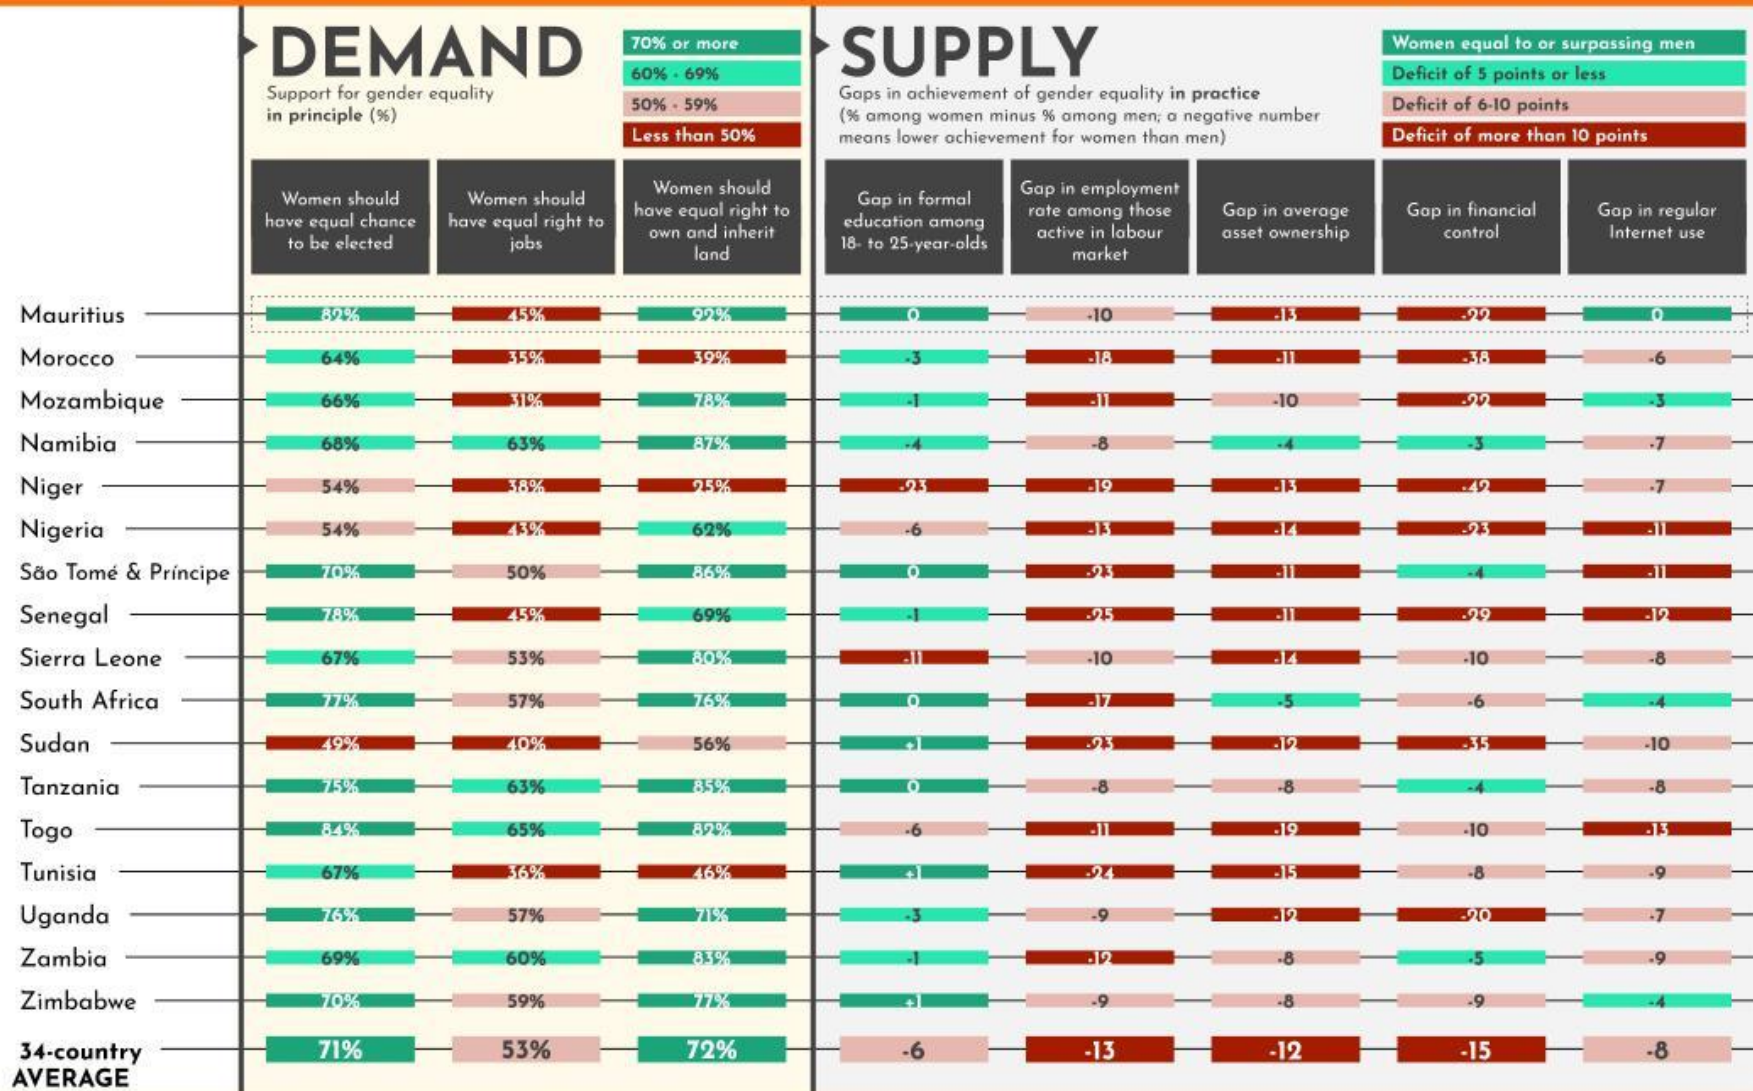 DEMAND
Support for gender equality
in principle (%)
70% or more
60% - 69%
50% - 59%
Less than 50%
SUPPLY
Gaps in achievement of gender equality in practice
(% among women minus % among men; a negative number
means lower achievement for women than men)
Women equal to or surpassing men
Deficit of 5 points or less
Deficit of 6-10 points
Deficit of more than 10 points
Women should
have equal chance
to be elected
Women should
have equal right to
jobs
Women should
have equal right to
own and inherit
land
Gap in formal
education among
18- to 25-year-olds
Gap in employment
rate among those
active in labour
market
Gap in average
asset ownership
Gap in financial
control
Gap in regular
Internet use
Mauritius 82% 45% 92% 0 -10 -13 -22 0
Morocco 64% 35% 39% -3 -18 -11 -38 -6
Mozambique 66% 31% 78% -1 -11 -10 -22 -3
Namibia 68% 63% 87% -4 -8 -4 -3 -7
Niger 54% 38% 25% -23 -19 -13 -42 -7
Nigeria 54% 43% 62% -6 -13 -14 -23 -11
São Tomé & Príncipe 70% 50% 86% 0 -23 -11 -4 -11
Senegal 78% 45% 69% -1 -25 -11 -29 -12
Sierra Leone 67% 53% 80% -11 -10 -14 -10 -8
South Africa 77% 57% 76% 0 -17 -5 -6 -4
Sudan 49% 40% 56% +1 -23 -12 -35 -10
Tanzania 75% 63% 85% 0 -8 -8 -4 -8
Togo 84% 65% 82% -6 -11 -19 -10 -13
Tunisia 67% 36% 46% +1 -24 -15 -8 -9
Uganda 76% 57% 71% -3 -9 -12 -20 -7
Zambia 69% 60% 83% -1 -12 -8 -5 -9
Zimbabwe 70% 59% 77% +1 -9 -8 -9 -4
34-country
AVERAGE 71% 53% 72% -6 -13 -12 -15 -8